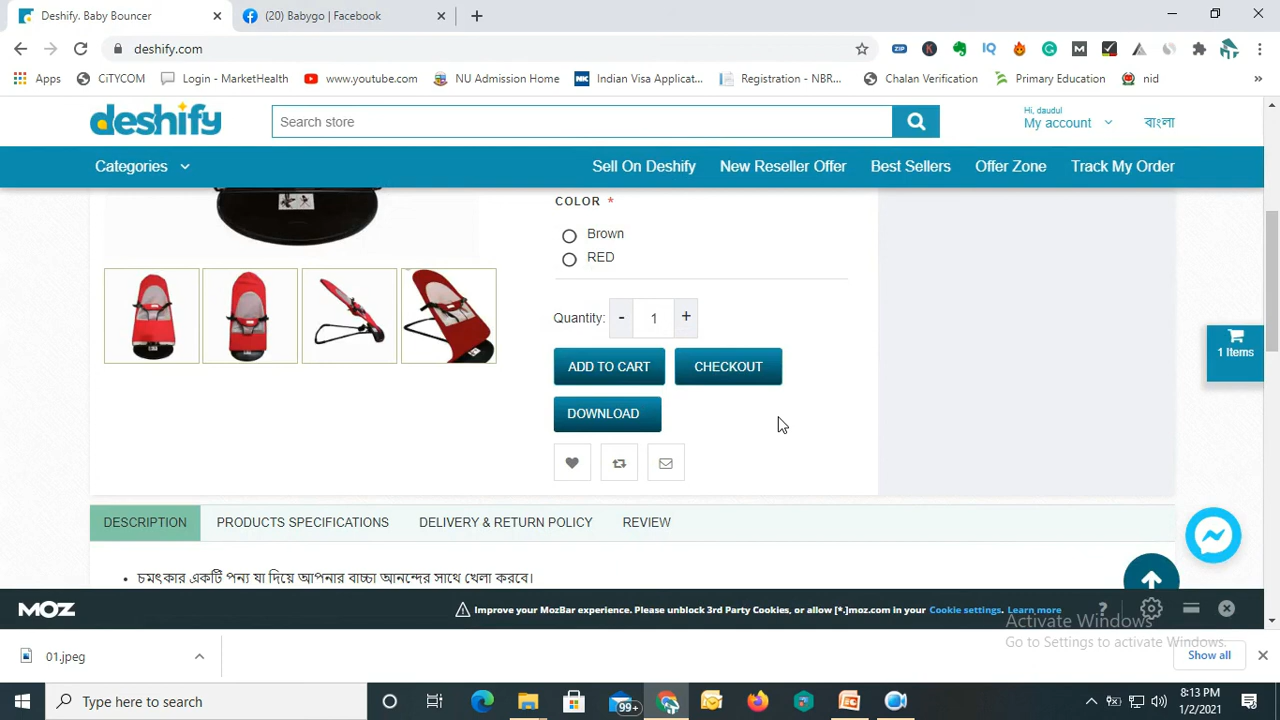 Deshify. Baby Bouncer
(20) Babygo | Facebook
deshify.com
ZIP
K
IQ
M
Apps
CiTYCOM
Login - MarketHealth
www.youtube.com
NU Admission Home
NK
Indian Visa Applicat...
Registration - NBR...
Chalan Verification
Primary Education
nid
»
deshify
Search store
Hi, daudul
My account
বাংলা
Categories
Sell On Deshify
New Reseller Offer
Best Sellers
Offer Zone
Track My Order
COLOR *
Brown
RED
Quantity: - 1 +
1 Items
ADD TO CART
CHECKOUT
DOWNLOAD
DESCRIPTION
PRODUCTS SPECIFICATIONS
DELIVERY & RETURN POLICY
REVIEW
• চমৎকার একটি পন্য যা দিয়ে আপনার বাচ্চা আনন্দের সাথে খেলা করবে।
MOZ
Improve your MozBar experience. Please unblock 3rd Party Cookies, or allow [*.]moz.com in your Cookie settings. Learn more
?
Activate Windows
Go to Settings to activate Windows.
01.jpeg
Show all
Type here to search
99+
8:13 PM
1/2/2021